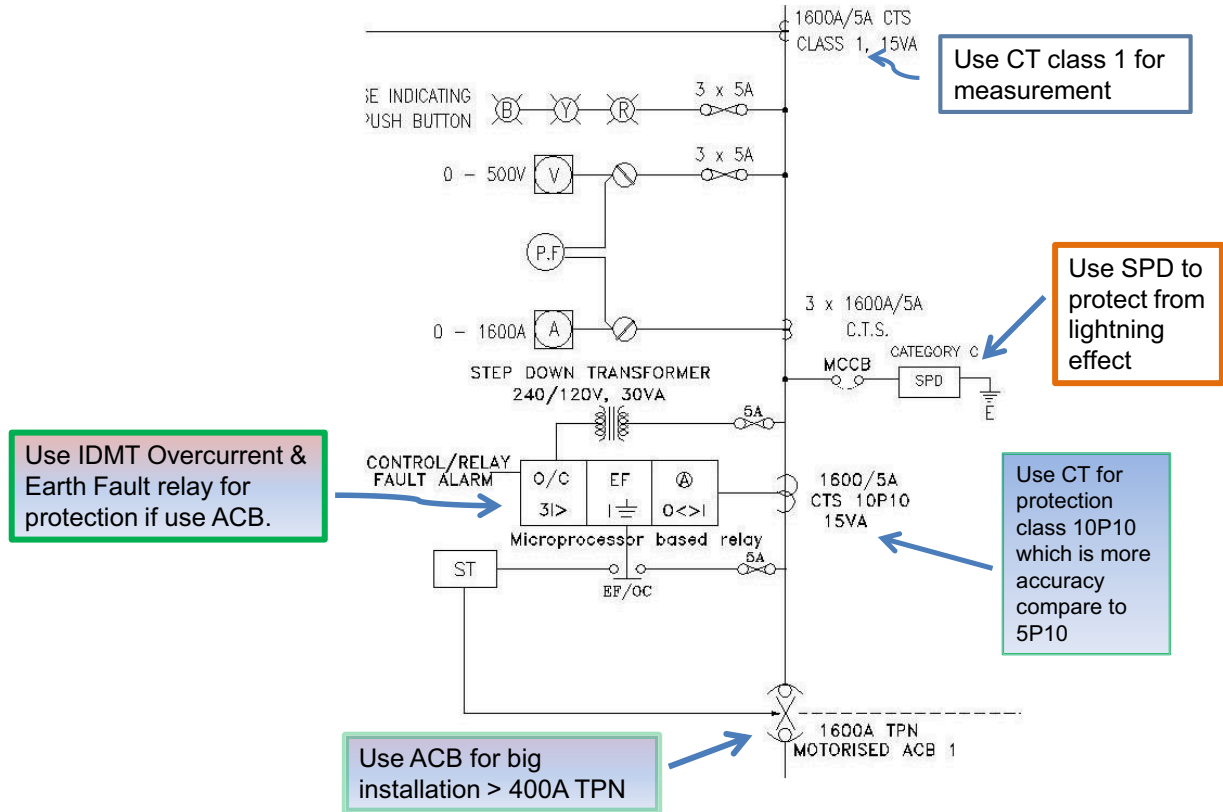 1600A/5A CTS
CLASS 1, 15VA
Use CT class 1 for
measurement
SE INDICATING
PUSH BUTTON
B
Y
R
3 x 5A
0 - 500V
V
3 x 5A
P.F
0 - 1600A
A
3 x 1600A/5A
C.T.S.
Use SPD to
protect from
lightning
effect
MCCB
CATEGORY C
SPD
E
STEP DOWN TRANSFORMER
240/120V, 30VA
5A
Use IDMT Overcurrent &
Earth Fault relay for
protection if use ACB.
CONTROL/RELAY
FAULT ALARM
O/C
3I>
EF
I
A
0<>I
Microprocessor based relay
1600/5A
CTS 10P10
15VA
Use CT for
protection
class 10P10
which is more
accuracy
compare to
5P10
ST
EF/OC
5A
1600A TPN
MOTORISED ACB 1
Use ACB for big
installation > 400A TPN